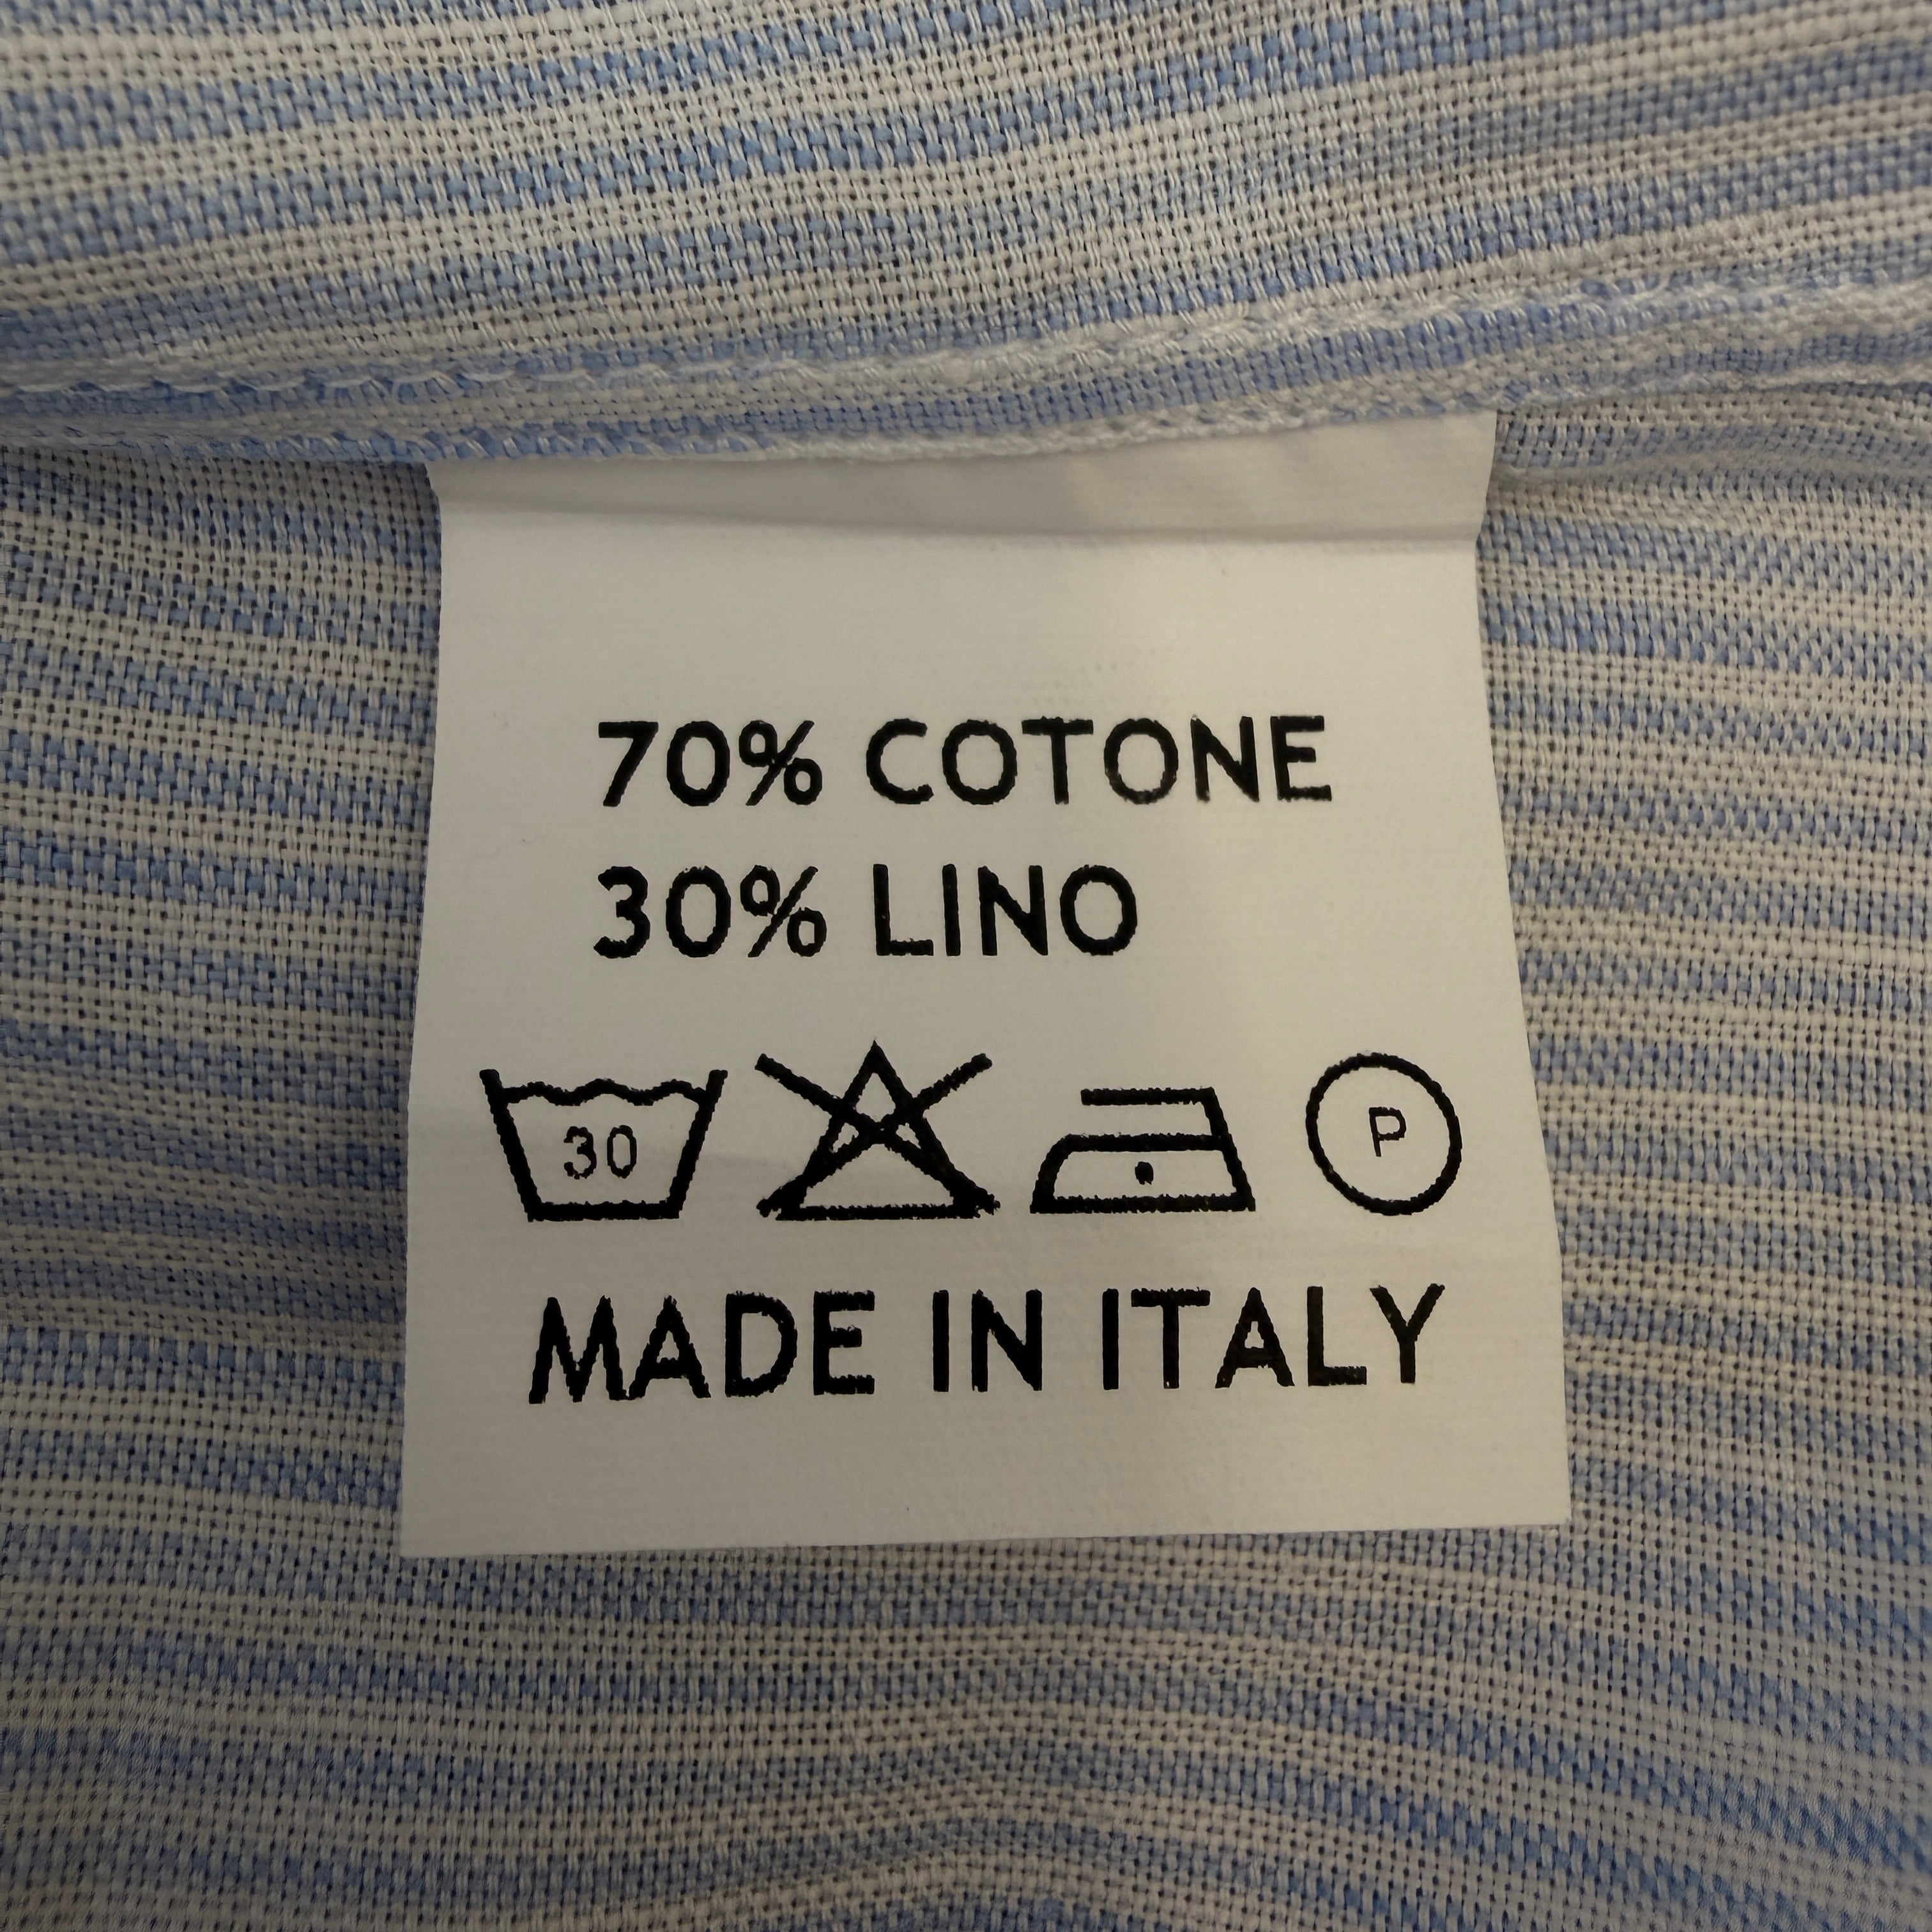 70% COTONE
30% LINO
30 P
MADE IN ITALY